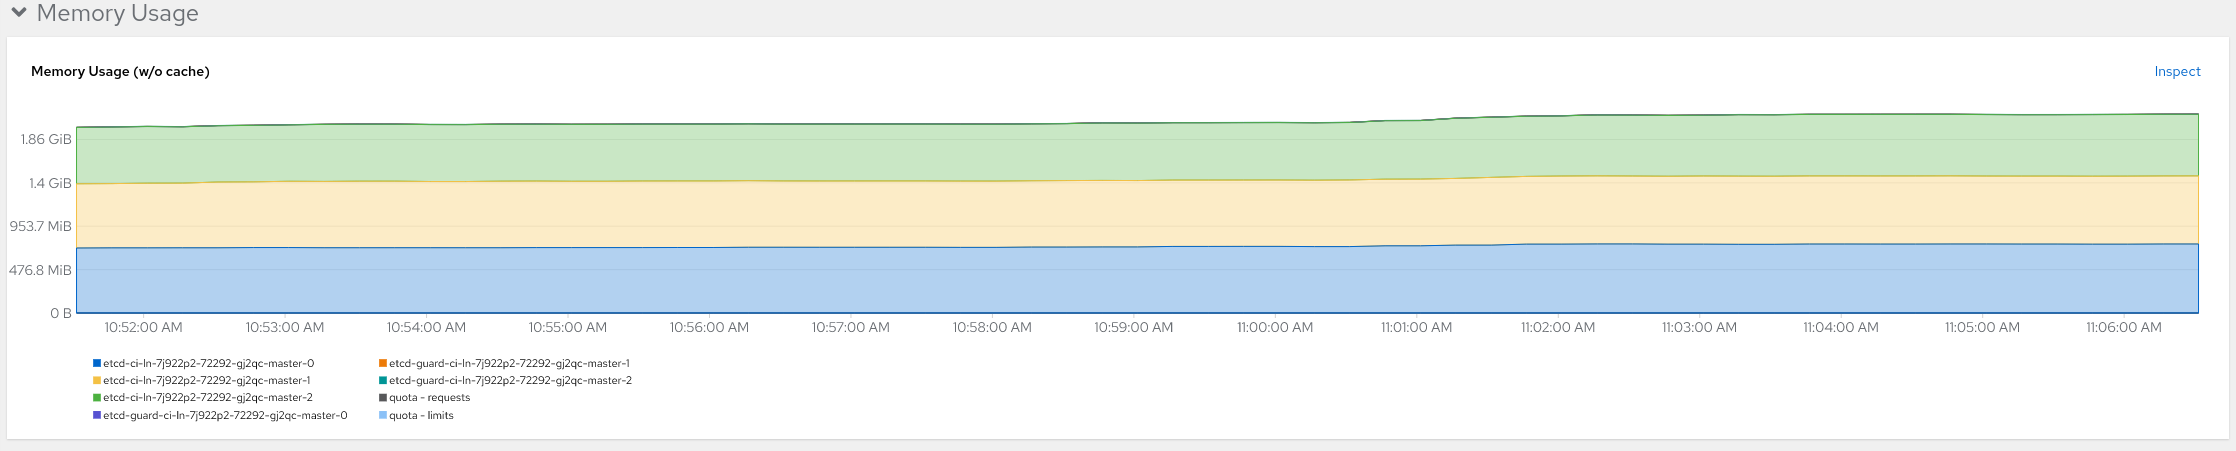 Memory Usage
Memory Usage (w/o cache)
Inspect
1.86 GiB
1.4 GiB
953.7 MiB
476.8 MiB
0 B
10:52:00 AM 10:53:00 AM 10:54:00 AM 10:55:00 AM 10:56:00 AM 10:57:00 AM 10:58:00 AM 10:59:00 AM 11:00:00 AM 11:01:00 AM 11:02:00 AM 11:03:00 AM 11:04:00 AM 11:05:00 AM 11:06:00 AM
etcd-ci-ln-7j922p2-72292-gj2qc-master-0
etcd-ci-ln-7j922p2-72292-gj2qc-master-1
etcd-ci-ln-7j922p2-72292-gj2qc-master-2
etcd-guard-ci-ln-7j922p2-72292-gj2qc-master-0
etcd-guard-ci-ln-7j922p2-72292-gj2qc-master-1
etcd-guard-ci-ln-7j922p2-72292-gj2qc-master-2
quota - requests
quota - limits